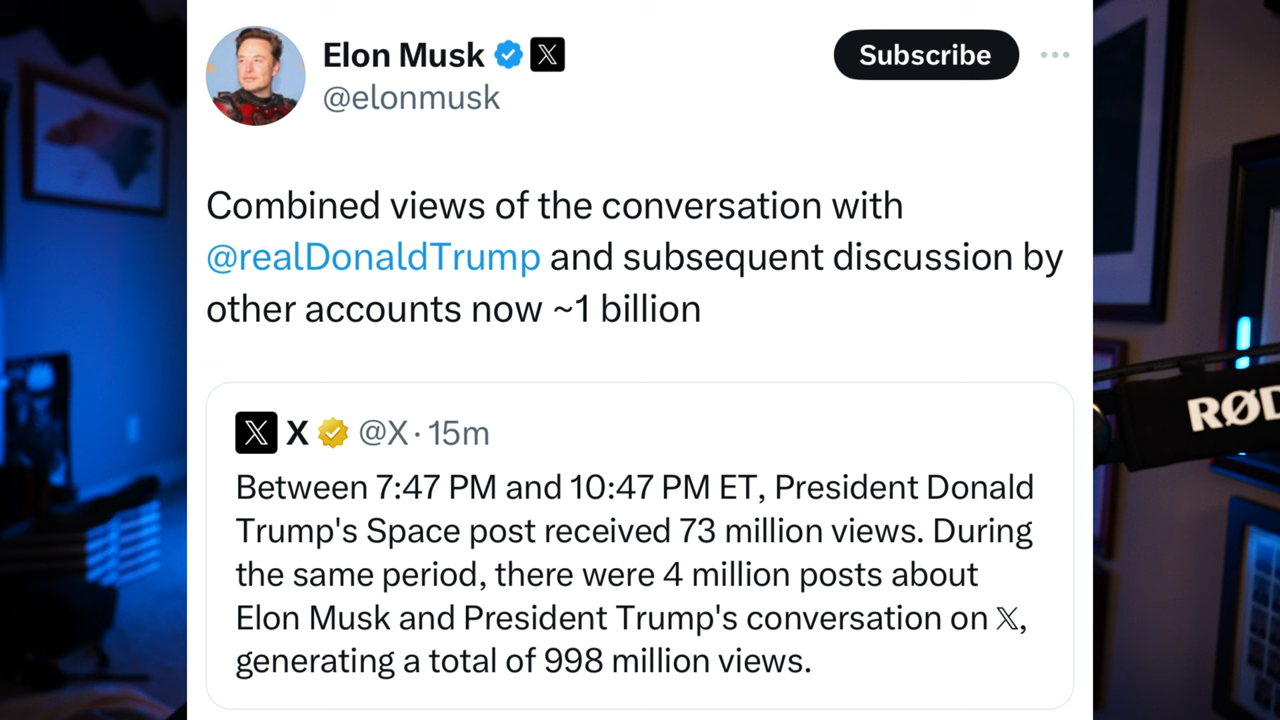 Elon Musk
Subscribe
@elonmusk
Combined views of the conversation with
@realDonaldTrump and subsequent discussion by
other accounts now ~1 billion
X @X · 15m
Between 7:47 PM and 10:47 PM ET, President Donald
Trump's Space post received 73 million views. During
the same period, there were 4 million posts about
Elon Musk and President Trump's conversation on 𝕏,
generating a total of 998 million views.
RØD